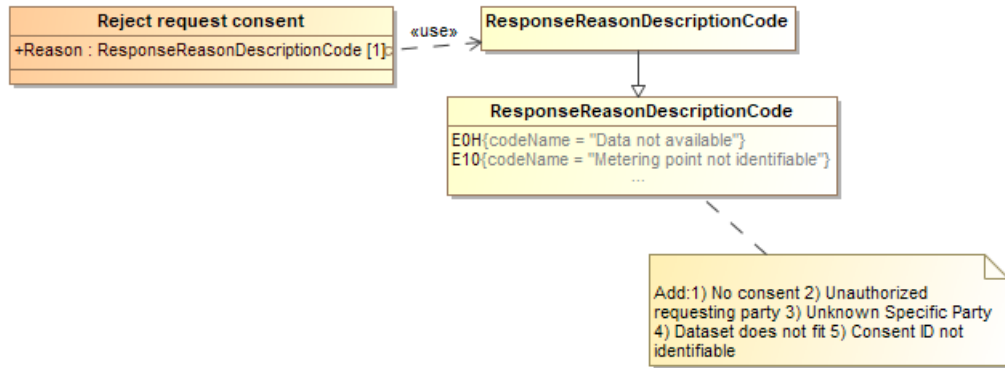 Reject request consent
+Reason : ResponseReasonDescriptionCode [1]
«use»
ResponseReasonDescriptionCode
ResponseReasonDescriptionCode
E0H{codeName = "Data not available"}
E10{codeName = "Metering point not identifiable"}
...
Add:1) No consent 2) Unauthorized
requesting party 3) Unknown Specific Party
4) Dataset does not fit 5) Consent ID not
identifiable